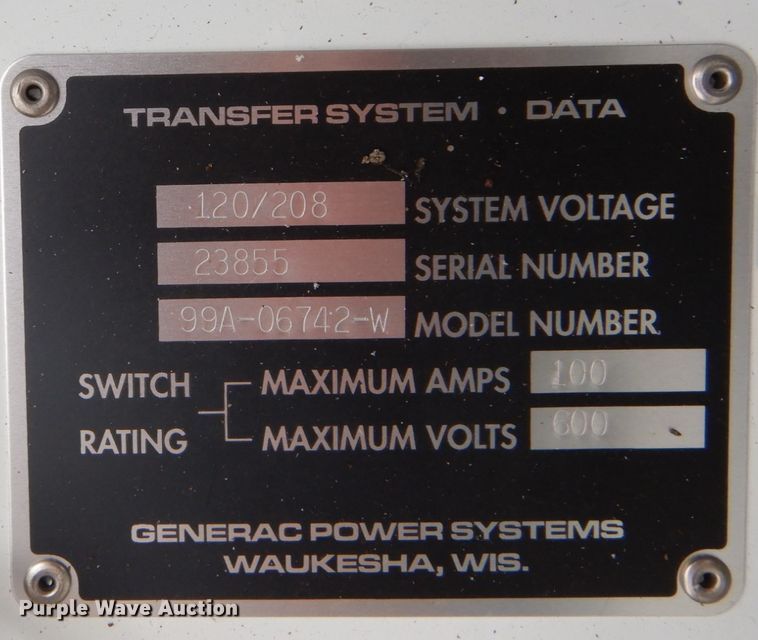 TRANSFER SYSTEM · DATA
120/208 SYSTEM VOLTAGE
23855 SERIAL NUMBER
99A-06742-W MODEL NUMBER
SWITCH RATING
MAXIMUM AMPS 100
MAXIMUM VOLTS 600
GENERAC POWER SYSTEMS
WAUKESHA, WIS.
Purple Wave Auction